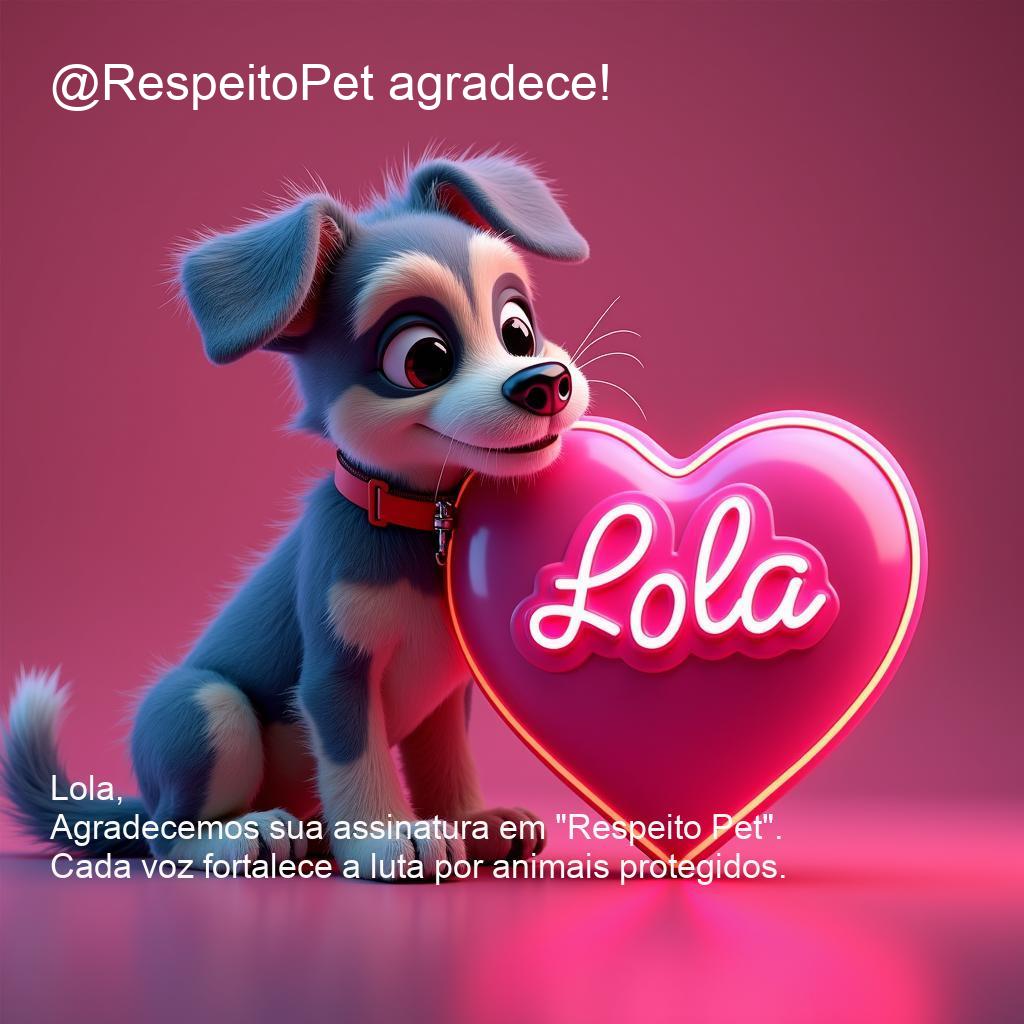 @RespeitoPet agradece!
Lola
Lola,
Agradecemos sua assinatura em "Respeito Pet".
Cada voz fortalece a luta por animais protegidos.